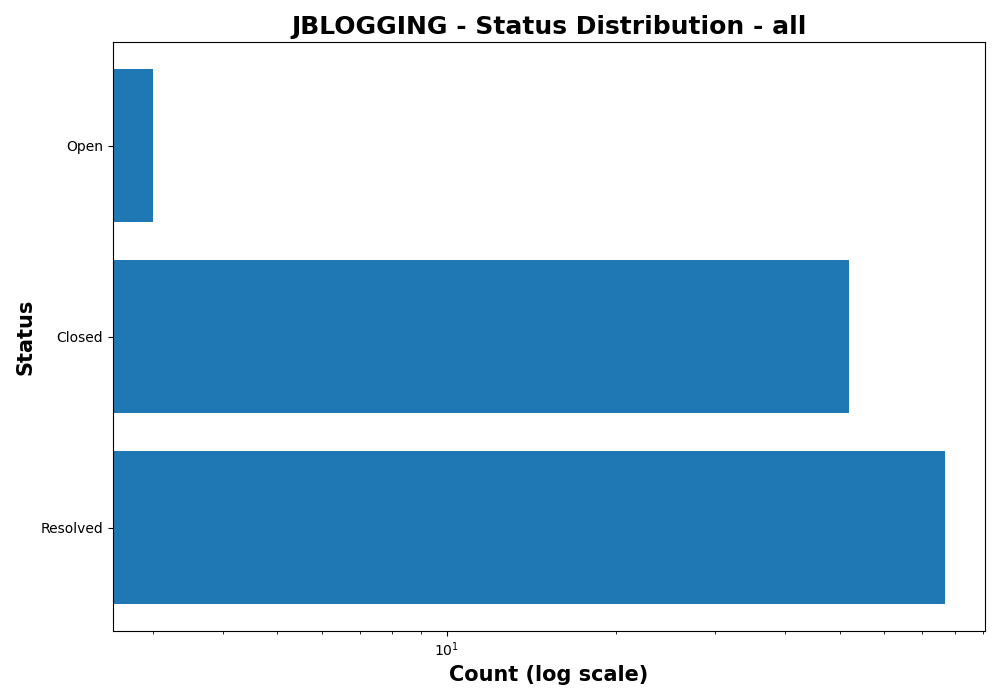 JBLOGGING - Status Distribution - all
Status
Open
Closed
Resolved
10¹
Count (log scale)